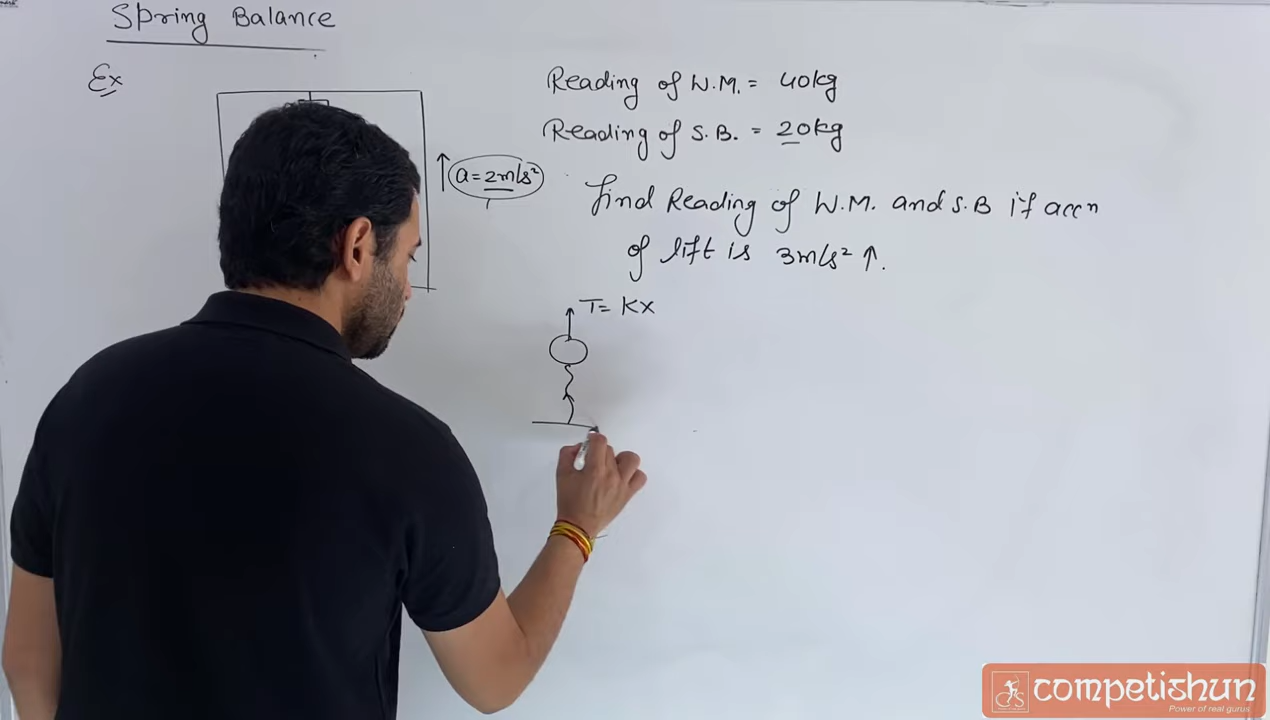 Spring Balance
Ex
Reading of W.M. = 40kg
Reading of S.B. = 20kg
a = 2m/s²
find Reading of W.M. and S.B if accn
of lift is 3m/s² ↑.
T = Kx
competishun
Power of real gurus